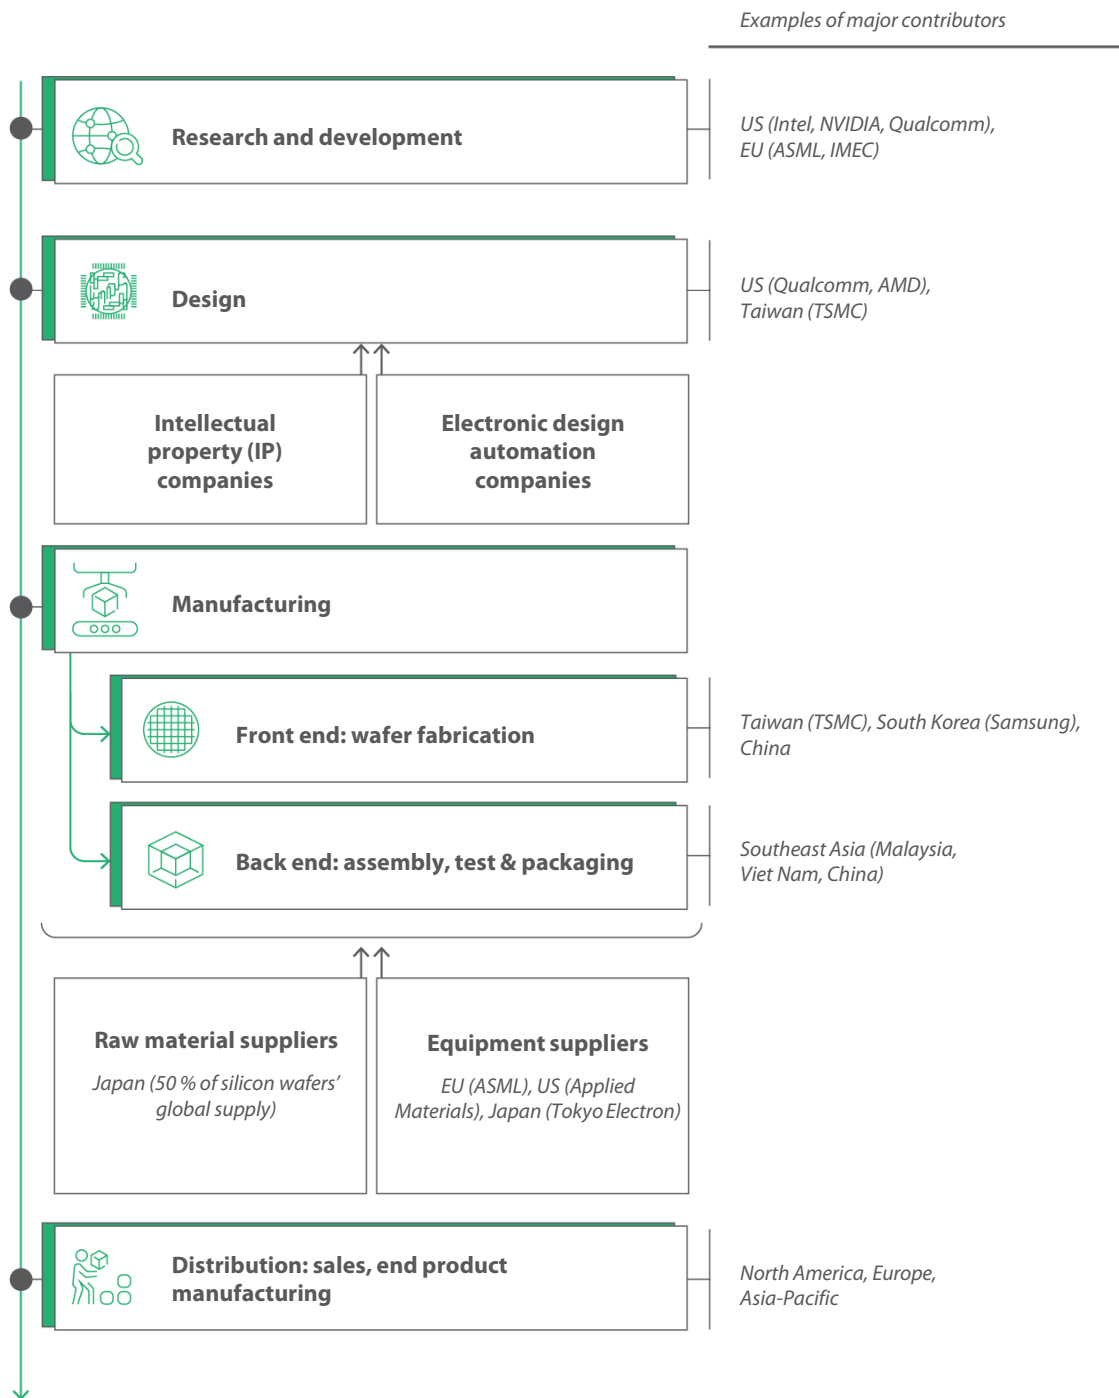 Examples of major contributors
Research and development
US (Intel, NVIDIA, Qualcomm),
EU (ASML, IMEC)
Design
US (Qualcomm, AMD),
Taiwan (TSMC)
Intellectual
property (IP)
companies
Electronic design
automation
companies
Manufacturing
Front end: wafer fabrication
Taiwan (TSMC), South Korea (Samsung),
China
Back end: assembly, test & packaging
Southeast Asia (Malaysia,
Viet Nam, China)
Raw material suppliers
Japan (50 % of silicon wafers’
global supply)
Equipment suppliers
EU (ASML), US (Applied
Materials), Japan (Tokyo Electron)
Distribution: sales, end product
manufacturing
North America, Europe,
Asia-Pacific